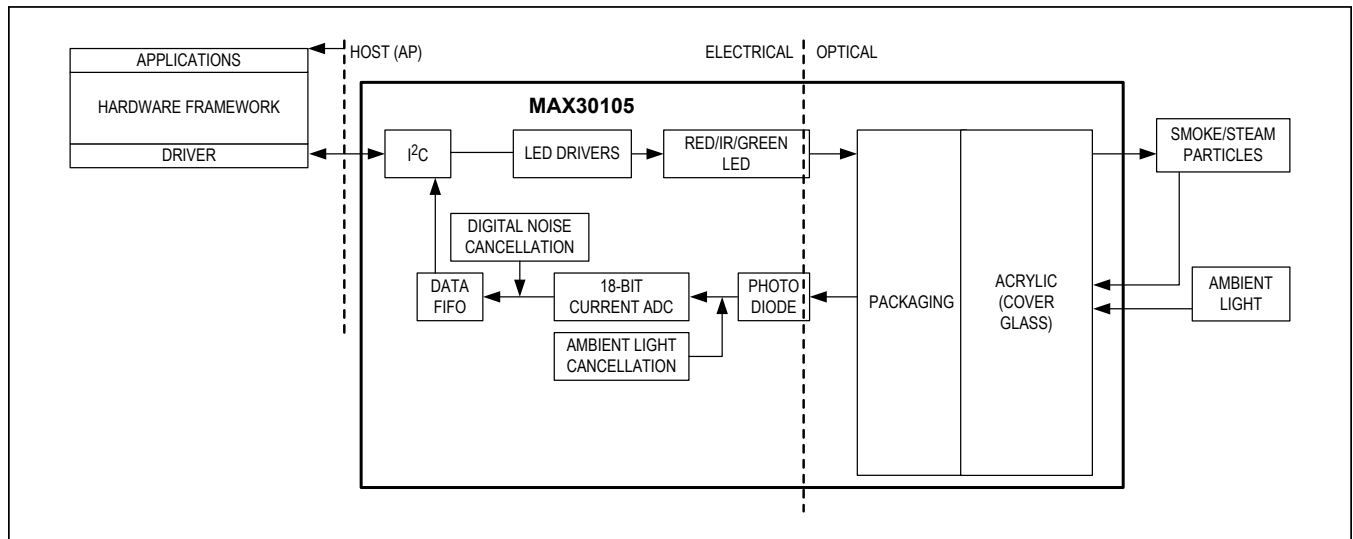 HOST (AP)
ELECTRICAL
OPTICAL
APPLICATIONS
HARDWARE FRAMEWORK
DRIVER
MAX30105
I²C
LED DRIVERS
RED/IR/GREEN
LED
SMOKE/STEAM
PARTICLES
DIGITAL NOISE
CANCELLATION
DATA
FIFO
18-BIT
CURRENT ADC
PHOTO
DIODE
AMBIENT LIGHT
CANCELLATION
PACKAGING
ACRYLIC
(COVER
GLASS)
AMBIENT
LIGHT